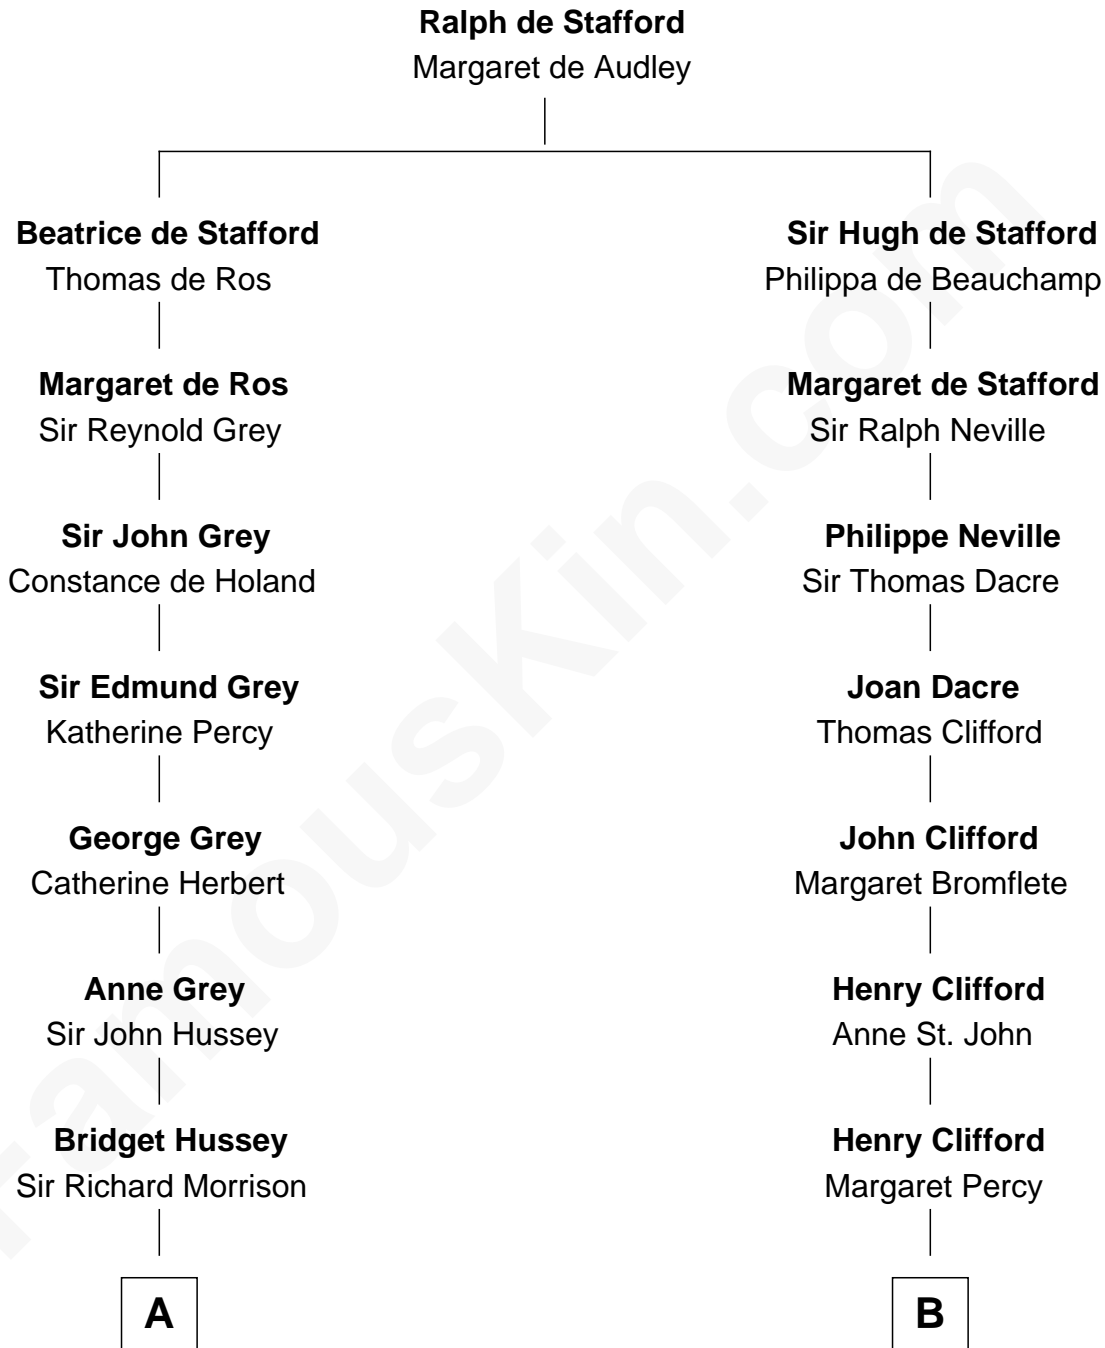 Ralph de Stafford
Margaret de Audley
Beatrice de Stafford
Thomas de Ros
Sir Hugh de Stafford
Philippa de Beauchamp
Margaret de Ros
Sir Reynold Grey
Margaret de Stafford
Sir Ralph Neville
Sir John Grey
Constance de Holand
Philippe Neville
Sir Thomas Dacre
Sir Edmund Grey
Katherine Percy
Joan Dacre
Thomas Clifford
George Grey
Catherine Herbert
John Clifford
Margaret Bromflete
Anne Grey
Sir John Hussey
Henry Clifford
Anne St. John
Bridget Hussey
Sir Richard Morrison
Henry Clifford
Margaret Percy
A
B
FamousKin.com